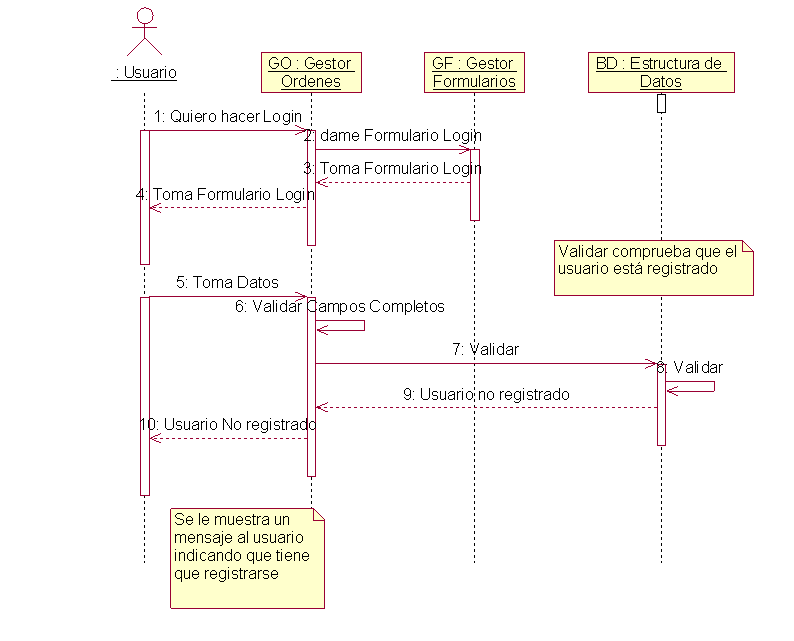 : Usuario
GO : Gestor
Ordenes
GF : Gestor
Formularios
BD : Estructura de
Datos
1: Quiero hacer Login
2: dame Formulario Login
3: Toma Formulario Login
4: Toma Formulario Login
Validar comprueba que el
usuario está registrado
5: Toma Datos
6: Validar Campos Completos
7: Validar
8: Validar
9: Usuario no registrado
10: Usuario No registrado
Se le muestra un
mensaje al usuario
indicando que tiene
que registrarse